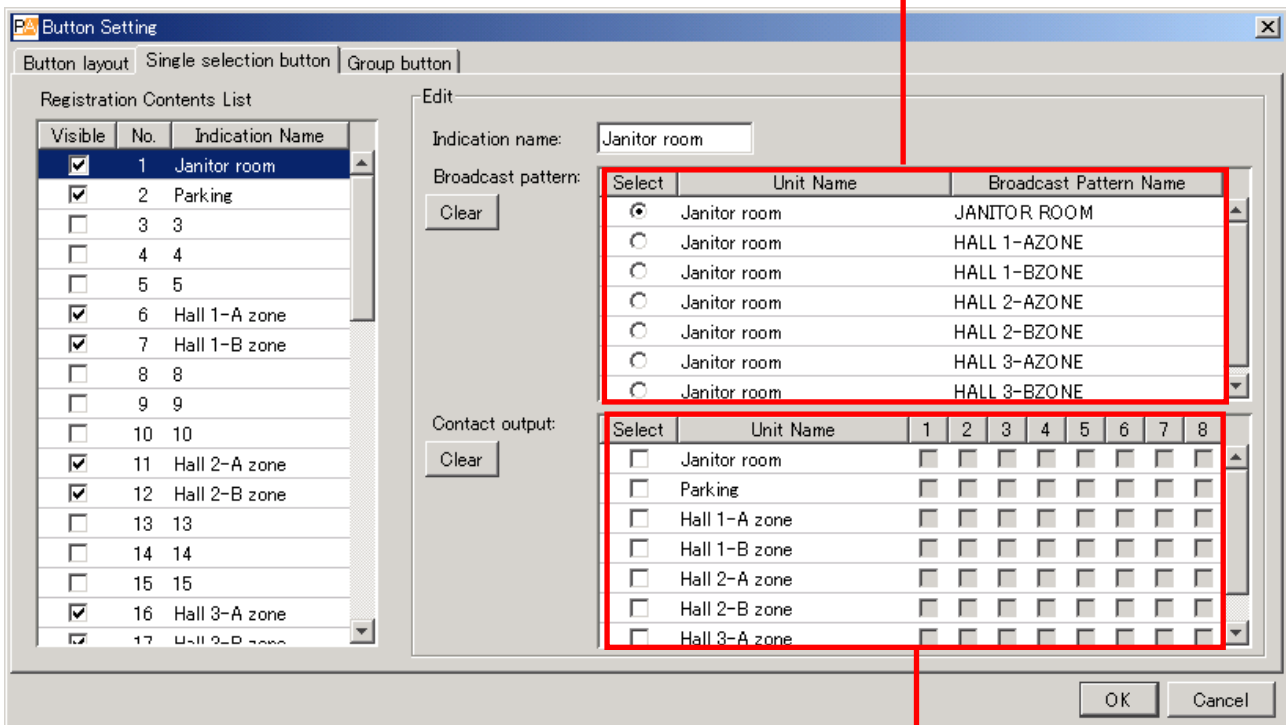 PA Button Setting
Button layout Single selection button Group button
Registration Contents List
Visible No. Indication Name
1 Janitor room
2 Parking
3 3
4 4
5 5
6 Hall 1-A zone
7 Hall 1-B zone
8 8
9 9
10 10
11 Hall 2-A zone
12 Hall 2-B zone
13 13
14 14
15 15
16 Hall 3-A zone
17 Hall 3-B zone
Edit
Indication name: Janitor room
Broadcast pattern:
Clear
Select Unit Name Broadcast Pattern Name
Janitor room JANITOR ROOM
Janitor room HALL 1-AZONE
Janitor room HALL 1-BZONE
Janitor room HALL 2-AZONE
Janitor room HALL 2-BZONE
Janitor room HALL 3-AZONE
Janitor room HALL 3-BZONE
Contact output:
Clear
Select Unit Name 1 2 3 4 5 6 7 8
Janitor room
Parking
Hall 1-A zone
Hall 1-B zone
Hall 2-A zone
Hall 2-B zone
Hall 3-A zone
OK Cancel